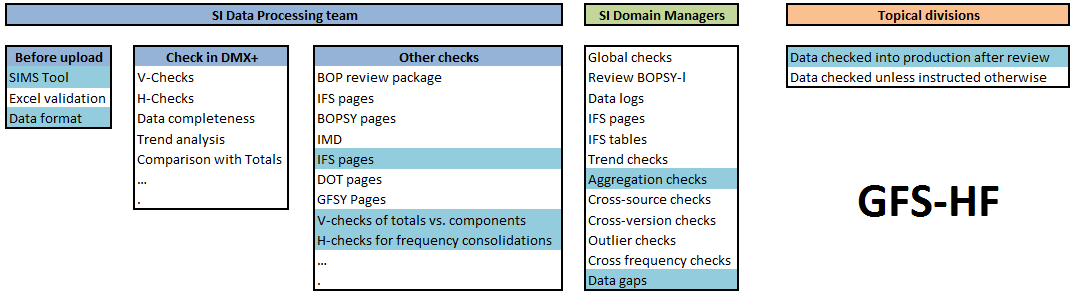 SI Data Processing team
SI Domain Managers
Topical divisions
Before upload
SIMS Tool
Excel validation
Data format
Check in DMX+
V-Checks
H-Checks
Data completeness
Trend analysis
Comparison with Totals
...
.
Other checks
BOP review package
IFS pages
BOPSY pages
IMD
IFS pages
DOT pages
GFSY Pages
V-checks of totals vs. components
H-checks for frequency consolidations
...
.
Global checks
Review BOPSY-l
Data logs
IFS pages
IFS tables
Trend checks
Aggregation checks
Cross-source checks
Cross-version checks
Outlier checks
Cross frequency checks
Data gaps
Data checked into production after review
Data checked unless instructed otherwise
GFS-HF